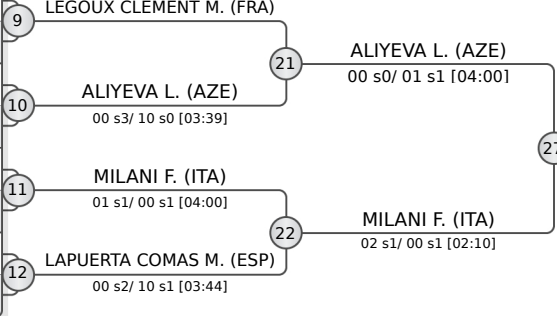 9
LEGOUX CLEMENT M. (FRA)
21
ALIYEVA L. (AZE)
00 s0/ 01 s1 [04:00]
10
ALIYEVA L. (AZE)
00 s3/ 10 s0 [03:39]
27
11
MILANI F. (ITA)
01 s1/ 00 s1 [04:00]
22
MILANI F. (ITA)
02 s1/ 00 s1 [02:10]
12
LAPUERTA COMAS M. (ESP)
00 s2/ 10 s1 [03:44]